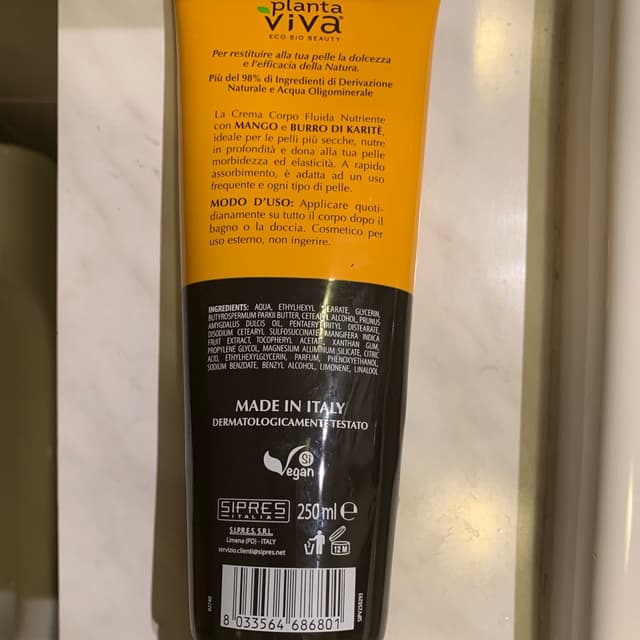 planta
viva
ECO-BIO BEAUTY
Per restituire alla tua pelle la dolcezza
e l'efficacia della Natura.
Più del 98% di Ingredienti di Derivazione
Naturale e Acqua Oligominerale
La Crema Corpo Fluida Nutriente
con MANGO e BURRO DI KARITÈ,
ideale per le pelli più secche, nutre
in profondità e dona alla tua pelle
morbidezza ed elasticità. A rapido
assorbimento, è adatta ad un uso
frequente e ogni tipo di pelle.
MODO D'USO: Applicare quoti-
dianamente su tutto il corpo dopo il
bagno o la doccia. Cosmetico per
uso esterno, non ingerire.
INGREDIENTS: AQUA, ETHYLHEXYL STEARATE, GLYCERIN,
BUTYROSPERMUM PARKII BUTTER, CETEARYL ALCOHOL, PRUNUS
AMYGDALUS DULCIS OIL, PENTAERYTHRITYL DISTEARATE,
DISODIUM CETEARYL SULFOSUCCINATE, MANGIFERA INDICA
FRUIT EXTRACT, TOCOPHERYL ACETATE, XANTHAN GUM,
PROPYLENE GLYCOL, MAGNESIUM ALUMINUM SILICATE, CITRIC
ACID, ETHYLHEXYLGLYCERIN, PARFUM, PHENOXYETHANOL,
SODIUM BENZOATE, BENZYL ALCOHOL, LIMONENE, LINALOOL
MADE IN ITALY
DERMATOLOGICAMENTE TESTATO
Si
Vegan
SIPRES
ITALIA
250 ml e
S.I.P.R.E.S. S.R.L.
Limena (PD) - ITALY
servizio.clienti@sipres.net
12 M
8 033564 686801